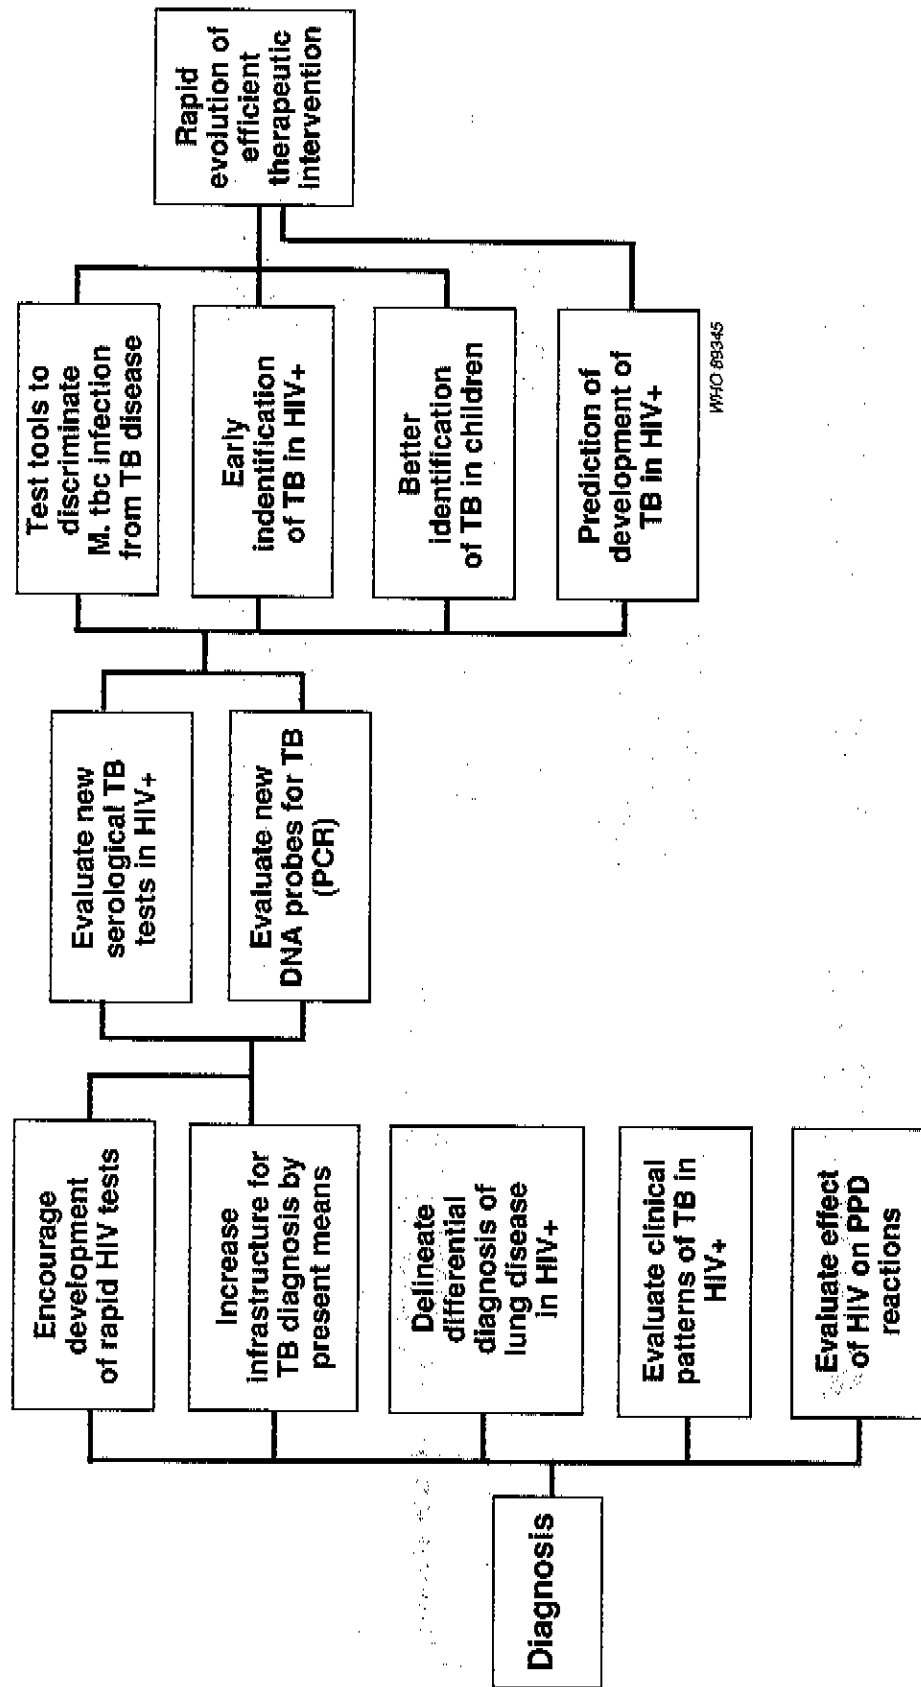 Diagnosis
Encourage
development
of rapid HIV tests
Increase
infrastructure for
TB diagnosis by
present means
Delineate
differential
diagnosis of
lung disease
in HIV+
Evaluate clinical
patterns of TB in
HIV+
Evaluate effect
of HIV on PPD
reactions
Evaluate new
serological TB
tests in HIV+
Evaluate new
DNA probes for TB
(PCR)
Test tools to
discriminate
M. tbc infection
from TB disease
Early
indentification
of TB in HIV+
Better
identification
of TB in children
Prediction of
development of
TB in HIV+
Rapid
evolution of
efficient
therapeutic
intervention
WHO 89345